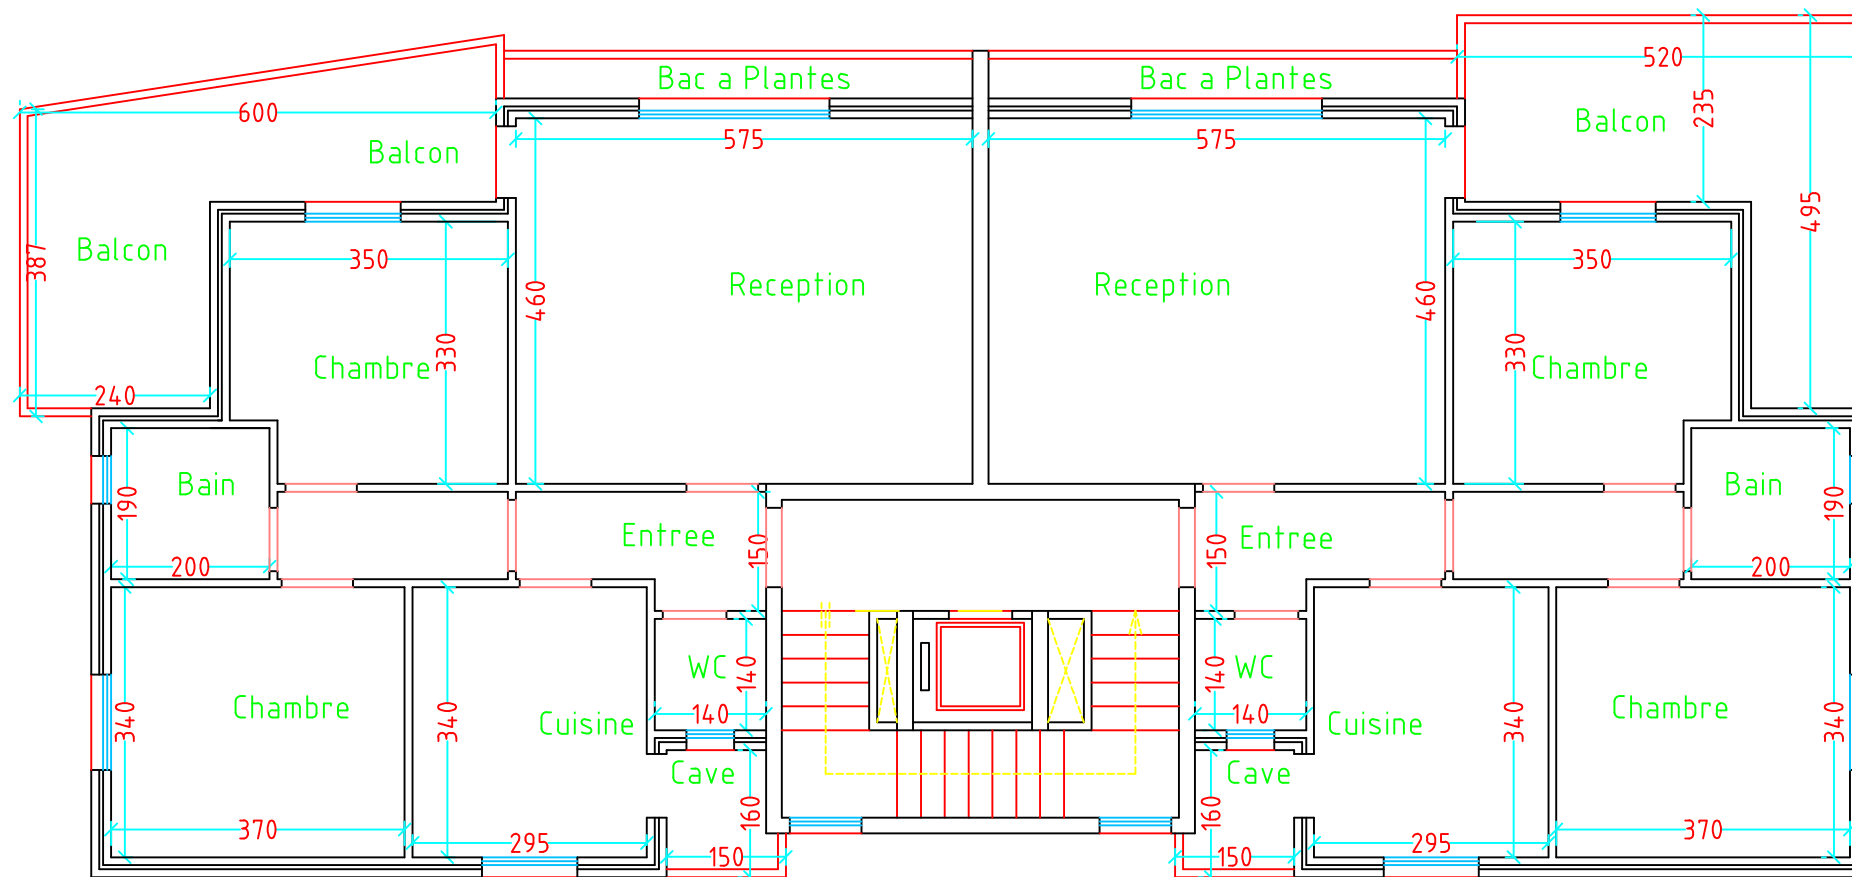 520
Bac a Plantes
Bac a Plantes
235
600
Balcon
575
575
Balcon
495
Balcon
387
350
Reception
Reception
350
460
460
330
Chambre
330
Chambre
240
Bain
190
200
Entree
150
150
Entree
Bain
190
200
WC
140
140
WC
140
140
Chambre
340
340
Cuisine
Cuisine
340
Chambre
340
Cave
160
Cave
160
370
295
150
150
295
370